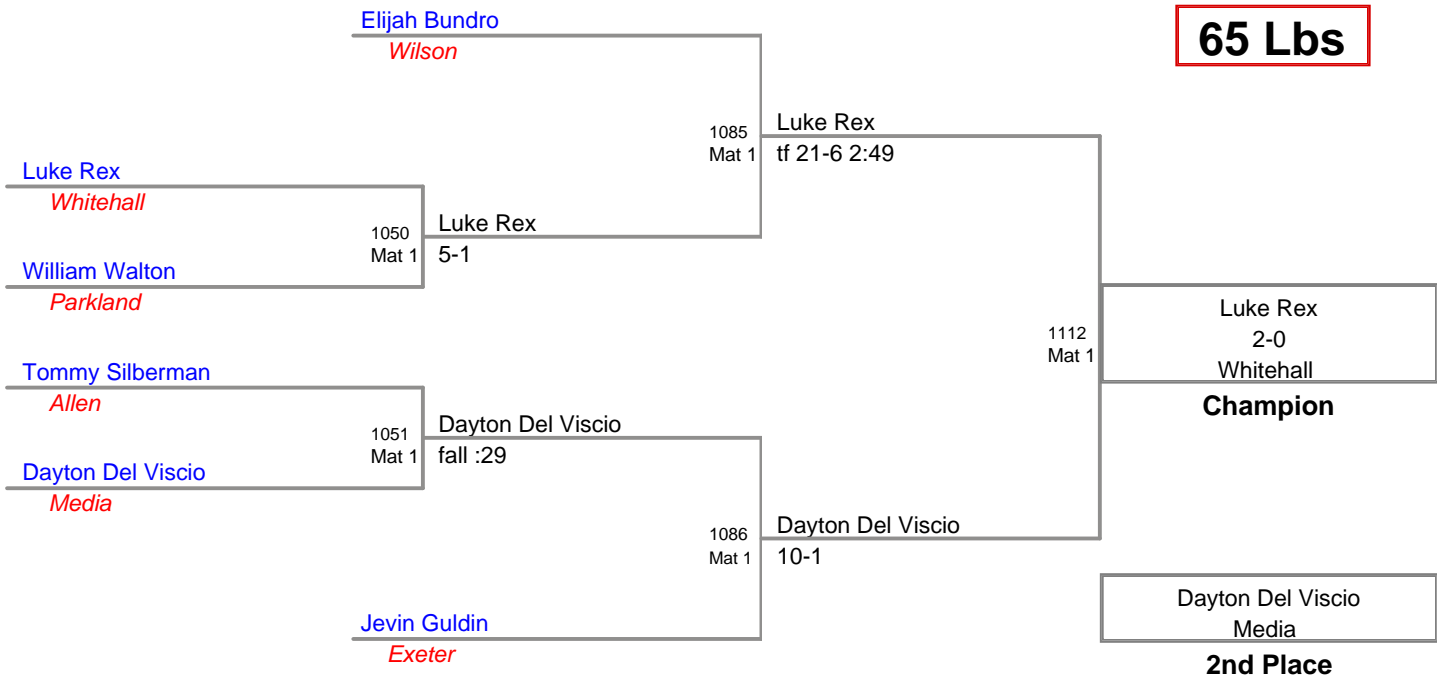 Elijah Bundro
Wilson
65 Lbs
1085
Mat 1
Luke Rex
tf 21-6 2:49
Luke Rex
Whitehall
1050
Mat 1
Luke Rex
5-1
William Walton
Parkland
1112
Mat 1
Luke Rex
2-0
Whitehall
Champion
Tommy Silberman
Allen
1051
Mat 1
Dayton Del Viscio
fall :29
Dayton Del Viscio
Media
1086
Mat 1
Dayton Del Viscio
10-1
Jevin Guldin
Exeter
Dayton Del Viscio
Media
2nd Place